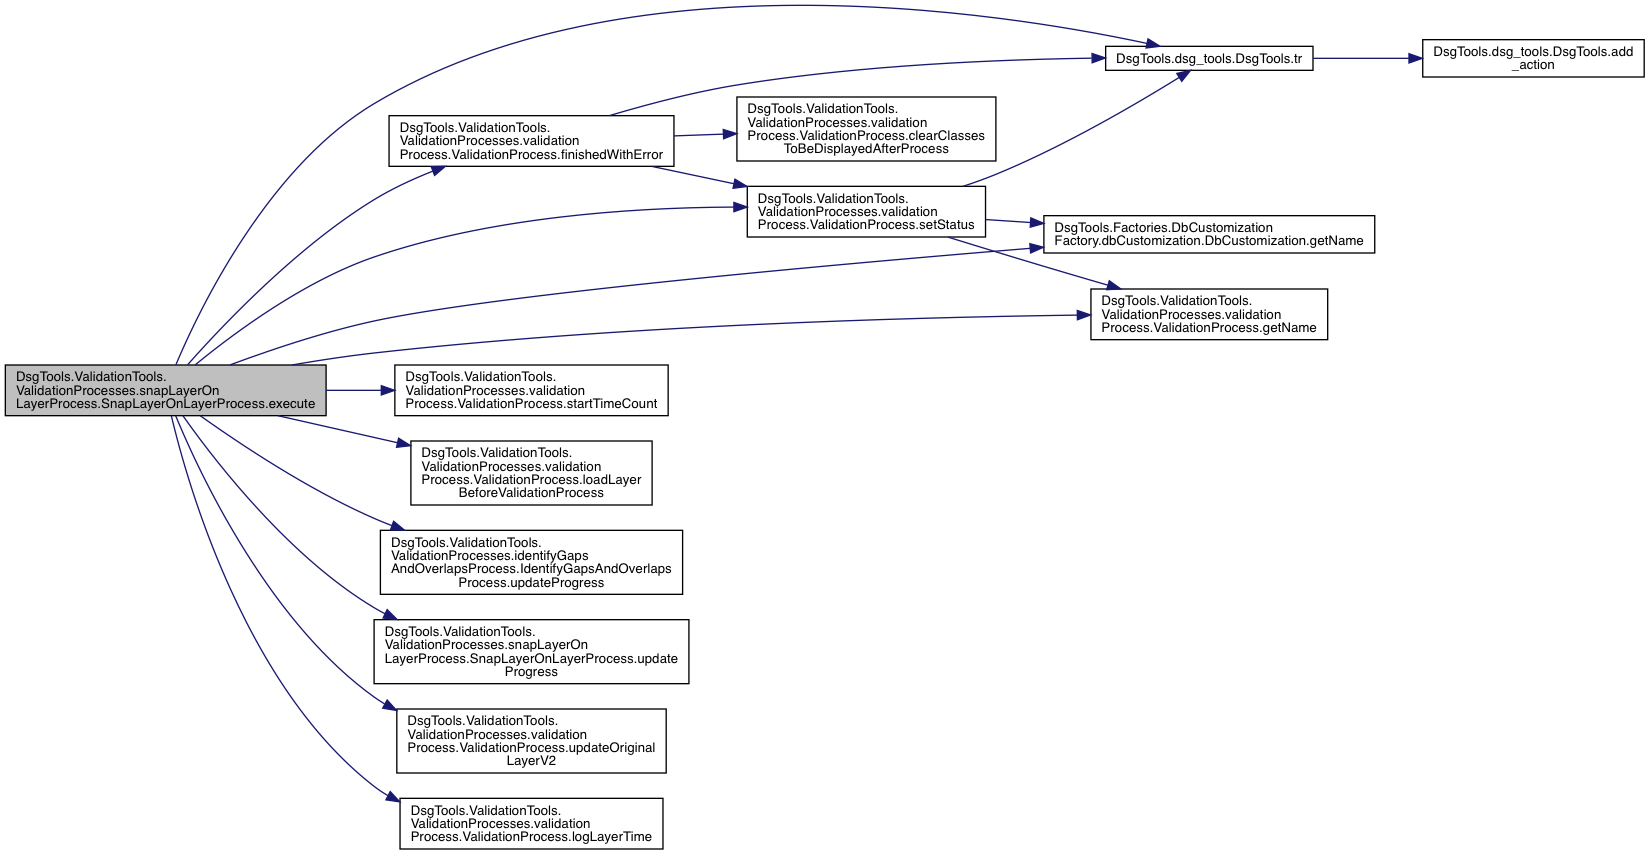 DsgTools.dsg_tools.DsgTools.tr
DsgTools.dsg_tools.DsgTools.add
_action
DsgTools.ValidationTools.
ValidationProcesses.validation
Process.ValidationProcess.clearClasses
ToBeDisplayedAfterProcess
DsgTools.ValidationTools.
ValidationProcesses.validation
Process.ValidationProcess.finishedWithError
DsgTools.ValidationTools.
ValidationProcesses.validation
Process.ValidationProcess.setStatus
DsgTools.Factories.DbCustomization
Factory.dbCustomization.DbCustomization.getName
DsgTools.ValidationTools.
ValidationProcesses.validation
Process.ValidationProcess.getName
DsgTools.ValidationTools.
ValidationProcesses.snapLayerOn
LayerProcess.SnapLayerOnLayerProcess.execute
DsgTools.ValidationTools.
ValidationProcesses.validation
Process.ValidationProcess.startTimeCount
DsgTools.ValidationTools.
ValidationProcesses.validation
Process.ValidationProcess.loadLayer
BeforeValidationProcess
DsgTools.ValidationTools.
ValidationProcesses.identifyGaps
AndOverlapsProcess.IdentifyGapsAndOverlaps
Process.updateProgress
DsgTools.ValidationTools.
ValidationProcesses.snapLayerOn
LayerProcess.SnapLayerOnLayerProcess.update
Progress
DsgTools.ValidationTools.
ValidationProcesses.validation
Process.ValidationProcess.updateOriginal
LayerV2
DsgTools.ValidationTools.
ValidationProcesses.validation
Process.ValidationProcess.logLayerTime